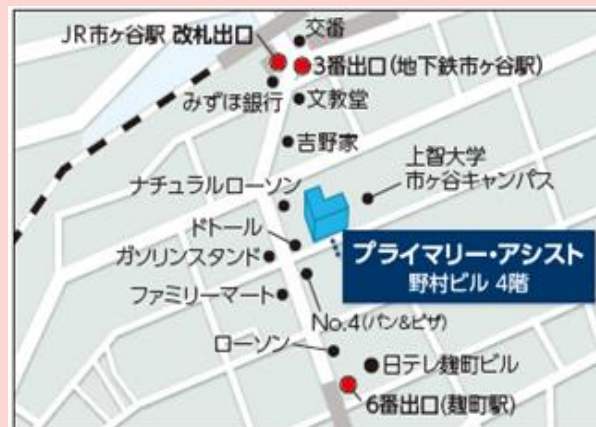 交番
JR市ヶ谷駅 改札出口
3番出口(地下鉄市ヶ谷駅)
みずほ銀行
文教堂
吉野家
上智大学
市ヶ谷キャンパス
ナチュラルローソン
ドトール
ガソリンスタンド
プライマリー・アシスト
野村ビル 4階
ファミリーマート
No.4(パン&ピザ)
ローソン
日テレ麹町ビル
6番出口(麹町駅)